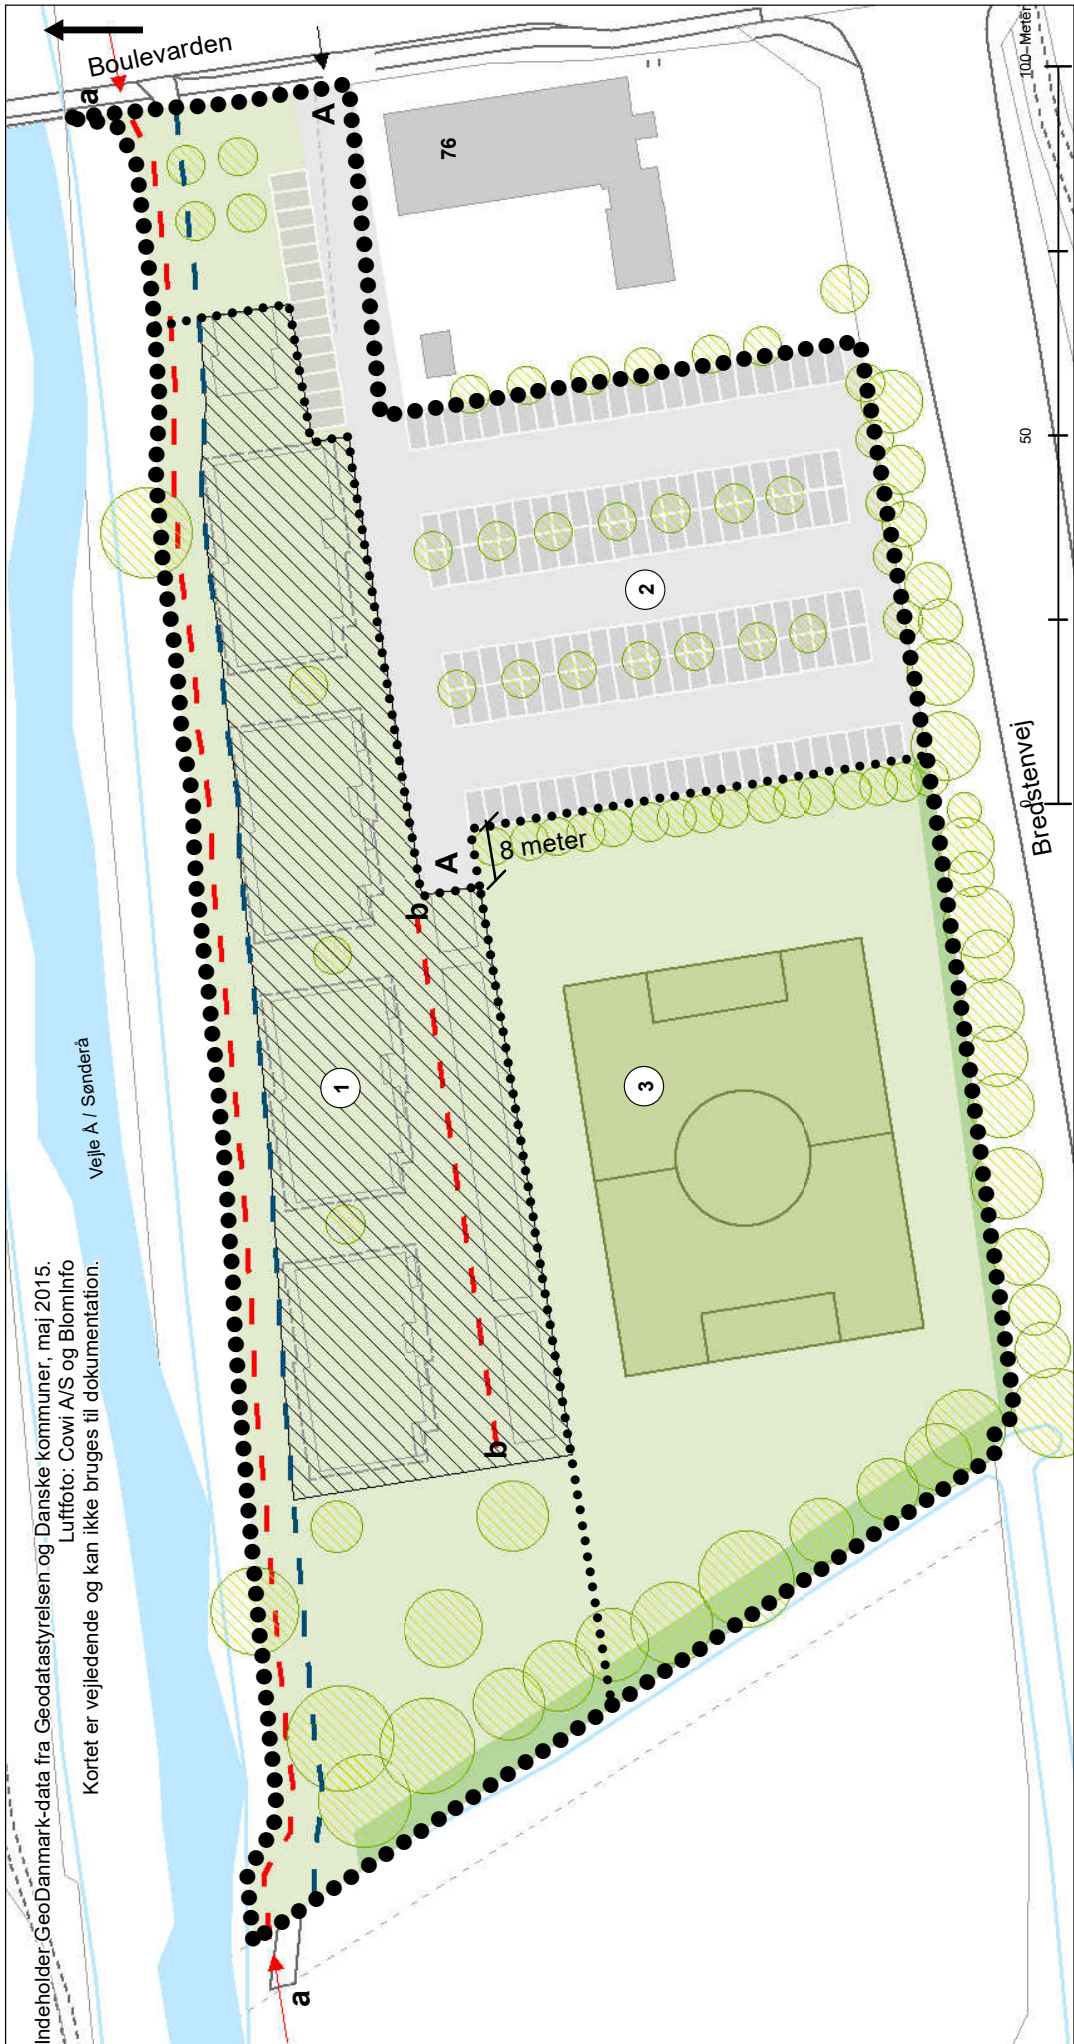 Indeholder GeoDanmark-data fra Geodatastyrelsen og Danske kommuner, maj 2015.
Luftfoto: Cowi A/S og BlomInfo
Kortet er vejledende og kan ikke bruges til dokumentation.
Vejle Å / Sønderå
Boulevarden
a
A
76
1
2
3
A
8 meter
b
b
a
Bredstenvej
0
50
100 Meter